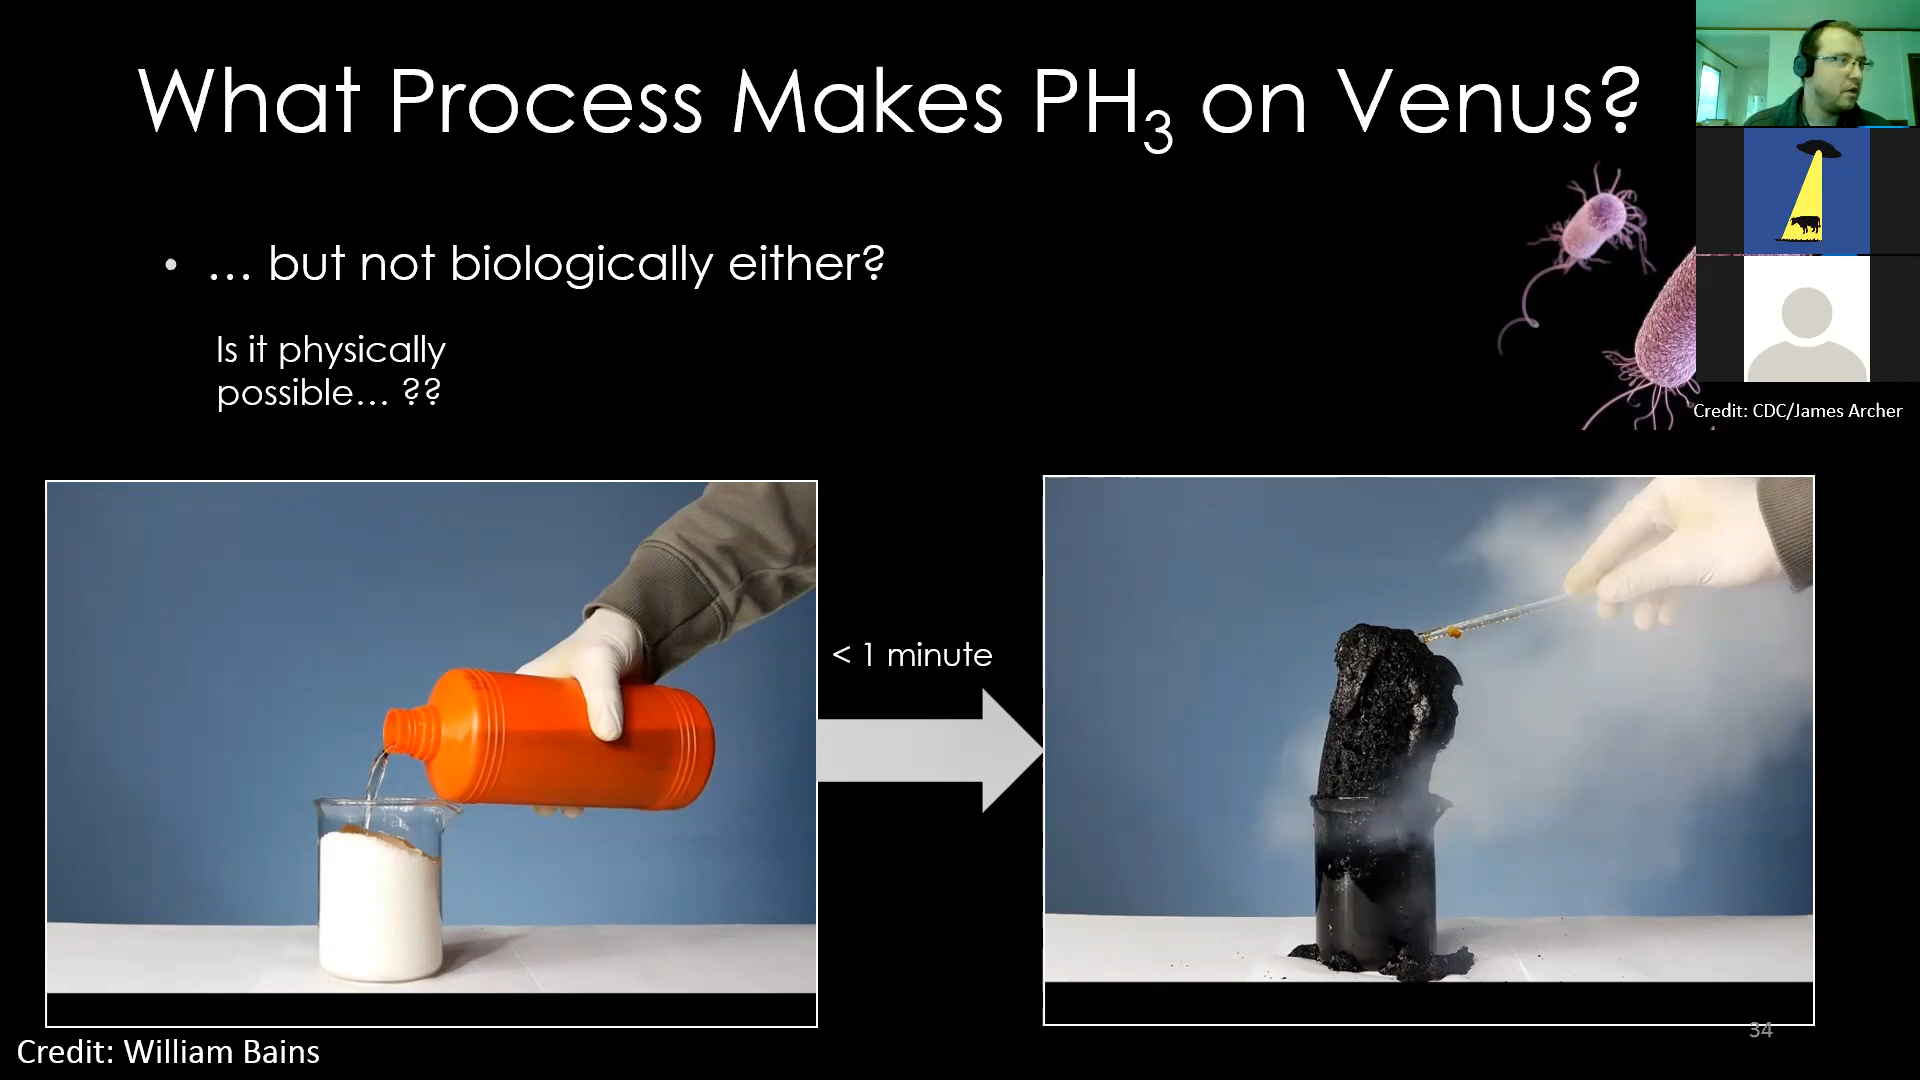 What Process Makes PH₃ on Venus?
• … but not biologically either?
Is it physically
possible… ??
Credit: CDC/James Archer
< 1 minute
34
Credit: William Bains